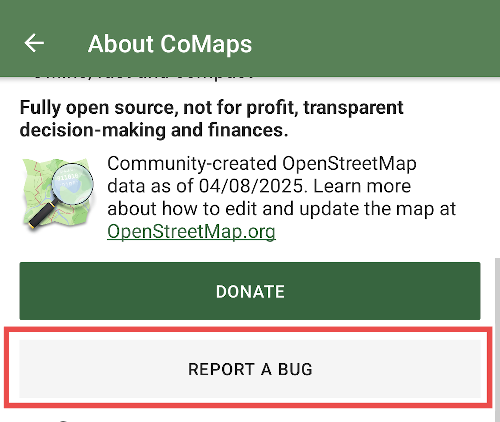 About CoMaps
Fully open source, not for profit, transparent
decision-making and finances.
Community-created OpenStreetMap
data as of 04/08/2025. Learn more
about how to edit and update the map at
OpenStreetMap.org
DONATE
REPORT A BUG